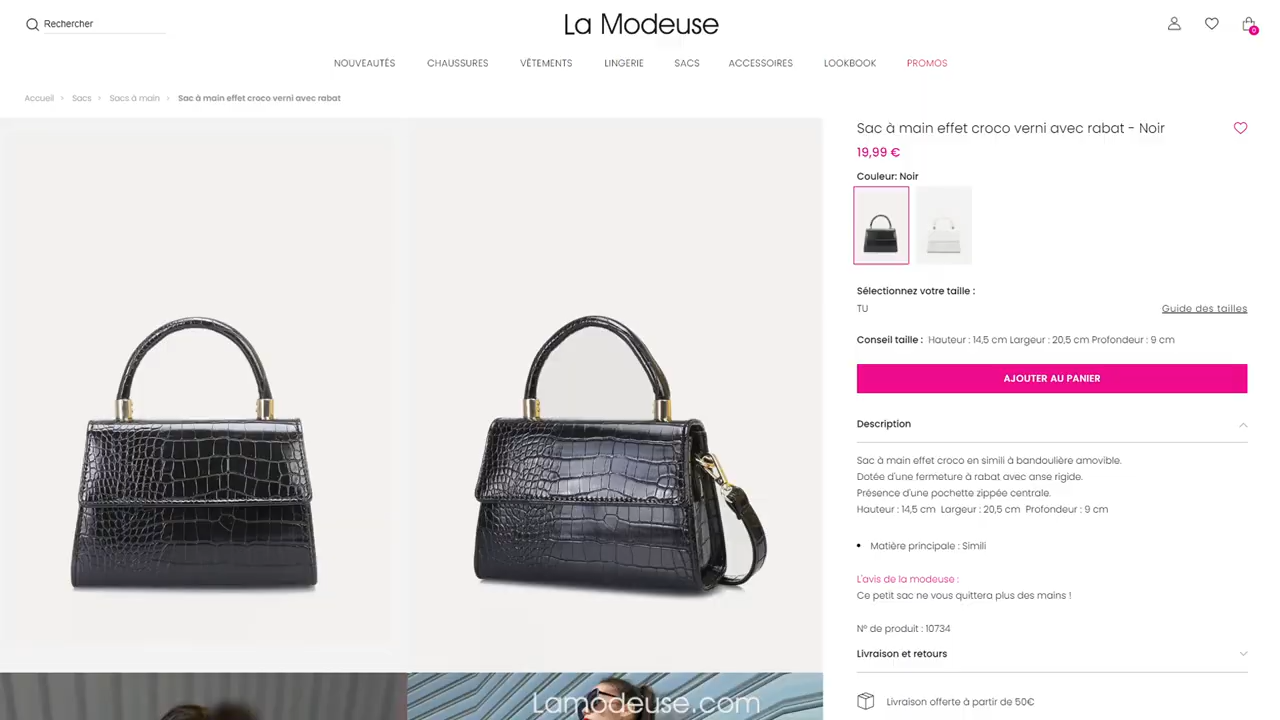 Rechercher
La Modeuse
0
NOUVEAUTÉS CHAUSSURES VÊTEMENTS LINGERIE SACS ACCESSOIRES LOOKBOOK PROMOS
Accueil > Sacs > Sacs à main > Sac à main effet croco verni avec rabat
Sac à main effet croco verni avec rabat - Noir
19,99 €
Couleur: Noir
Sélectionnez votre taille :
TU Guide des tailles
Conseil taille : Hauteur : 14,5 cm Largeur : 20,5 cm Profondeur : 9 cm
AJOUTER AU PANIER
Description
Sac à main effet croco en simili à bandoulière amovible.
Dotée d'une fermeture à rabat avec anse rigide.
Présence d'une pochette zippée centrale.
Hauteur : 14,5 cm Largeur : 20,5 cm Profondeur : 9 cm
• Matière principale : Simili
L'avis de la modeuse :
Ce petit sac ne vous quittera plus des mains !
N° de produit : 10734
Livraison et retours
Livraison offerte à partir de 50€
Lamodeuse.com